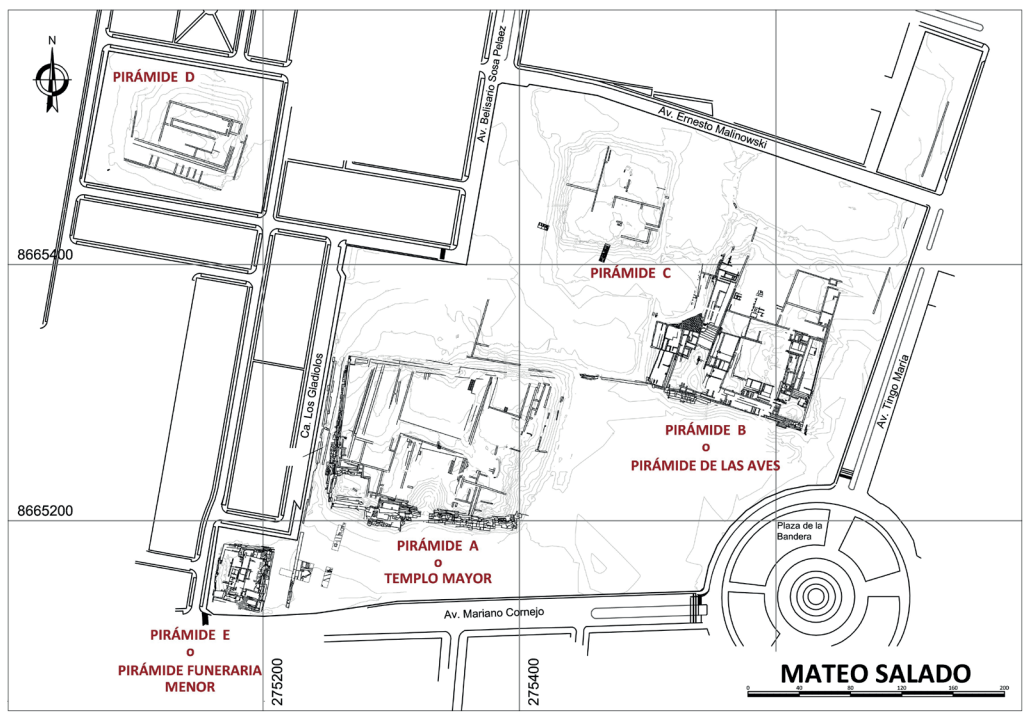 N
PIRÁMIDE D
Av. Belisario Sosa Pelaez
Av. Ernesto Malinowski
8665400
PIRÁMIDE C
Ca. Los Gladiolos
Av. Tingo María
PIRÁMIDE B
o
PIRÁMIDE DE LAS AVES
8665200
Plaza de la
Bandera
PIRÁMIDE A
o
TEMPLO MAYOR
Av. Mariano Cornejo
PIRÁMIDE E
o
PIRÁMIDE FUNERARIA
MENOR
275200
275400
MATEO SALADO
0 40 80 120 160 200